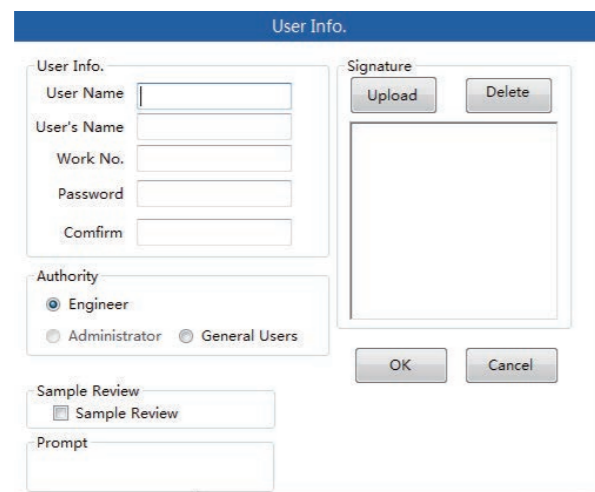 User Info.
User Info.
User Name
User's Name
Work No.
Password
Comfirm
Authority
Engineer
Administrator General Users
Sample Review
Sample Review
Prompt
Signature
Upload Delete
OK Cancel